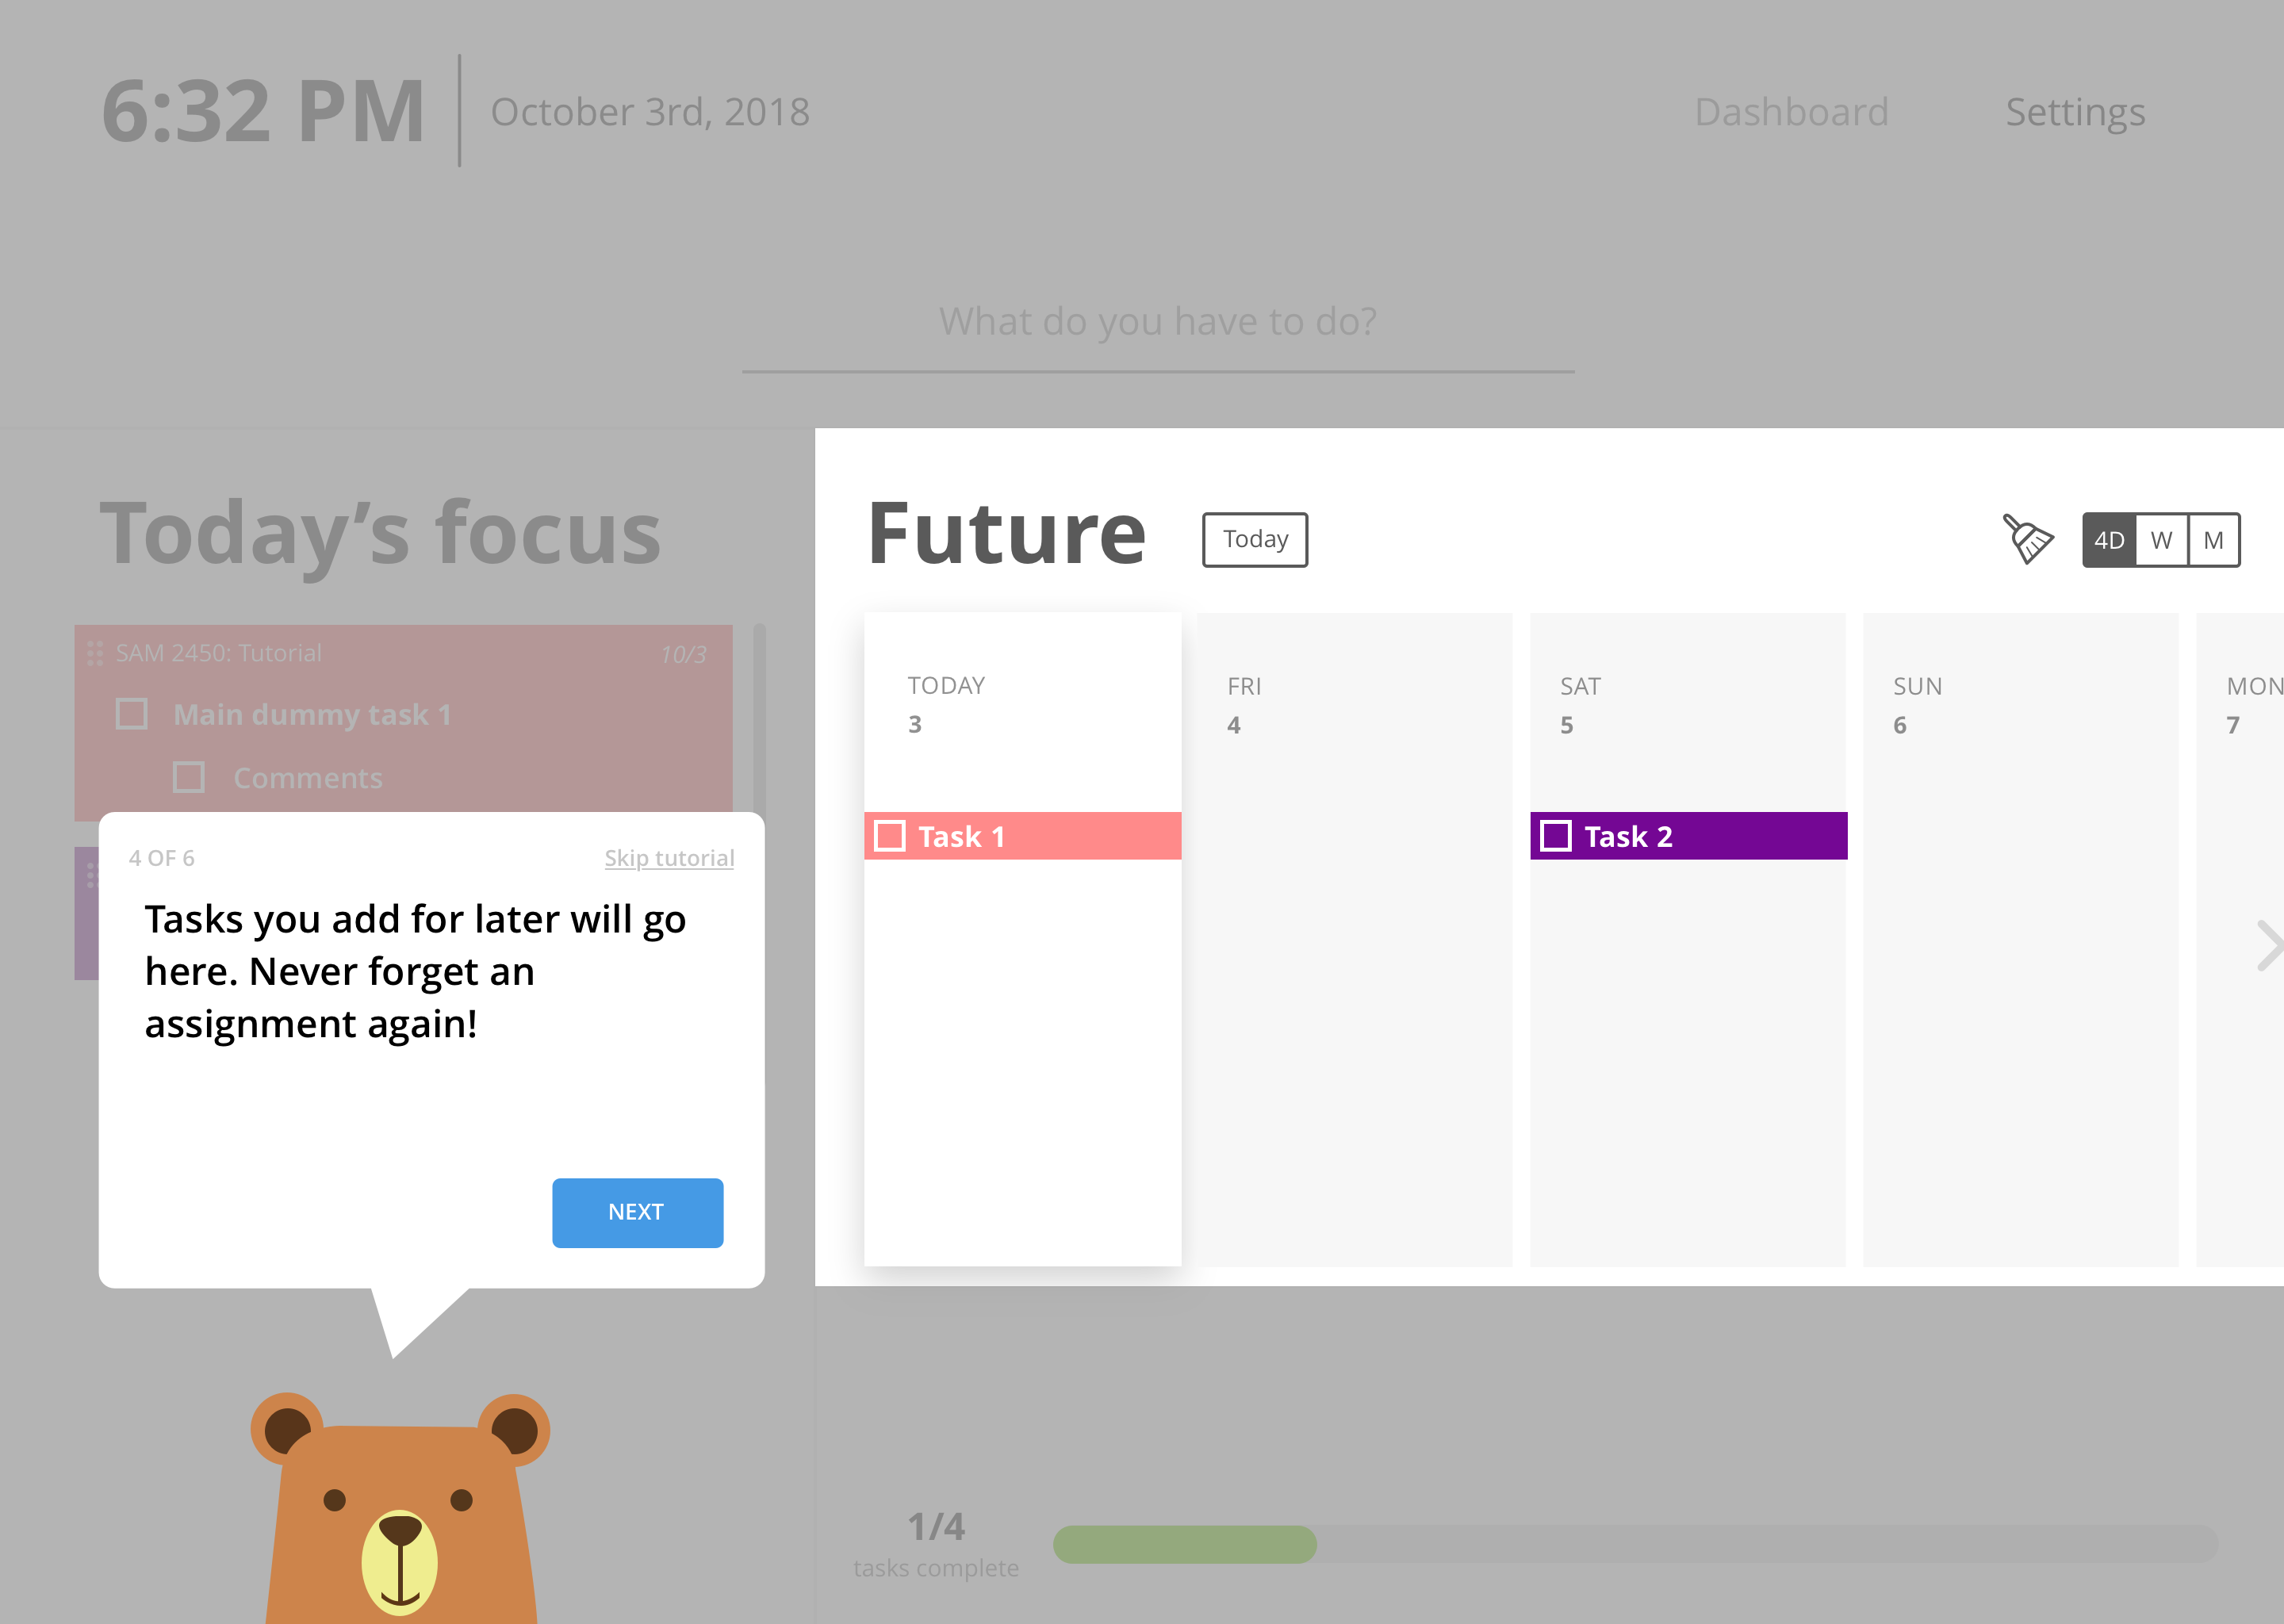 6:32 PM
October 3rd, 2018
Dashboard
Settings
What do you have to do?
Today’s focus
SAM 2450: Tutorial
10/3
Main dummy task 1
Comments
4 OF 6
Skip tutorial
Tasks you add for later will go
here. Never forget an
assignment again!
NEXT
Future
Today
4D
W
M
TODAY
3
FRI
4
SAT
5
SUN
6
MON
7
Task 1
Task 2
1/4
tasks complete